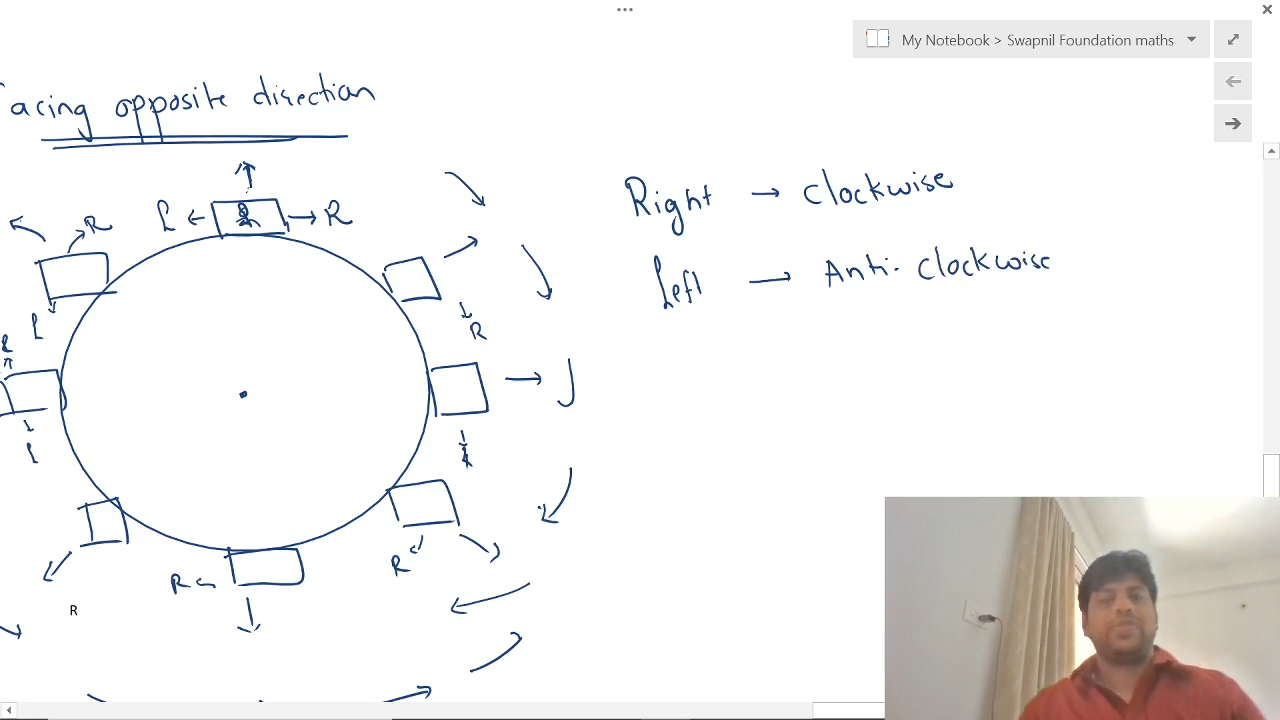 My Notebook > Swapnil Foundation maths
acing opposite direction
Right → clockwise
Left → Anti-clockwise
L ← → R
R
L
R
R
L
R
R
R